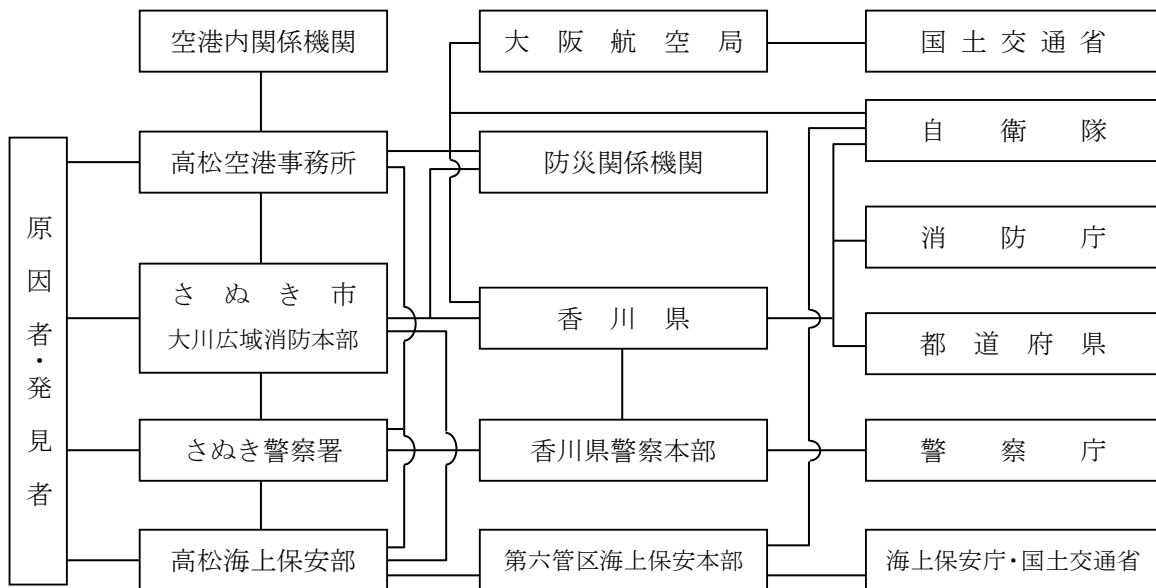 空港内関係機関
大阪航空局
国土交通省
自衛隊
高松空港事務所
防災関係機関
原因者・発見者
消防庁
さぬき市
大川広域消防本部
香川県
都道府県
さぬき警察署
香川県警察本部
警察庁
高松海上保安部
第六管区海上保安本部
海上保安庁・国土交通省